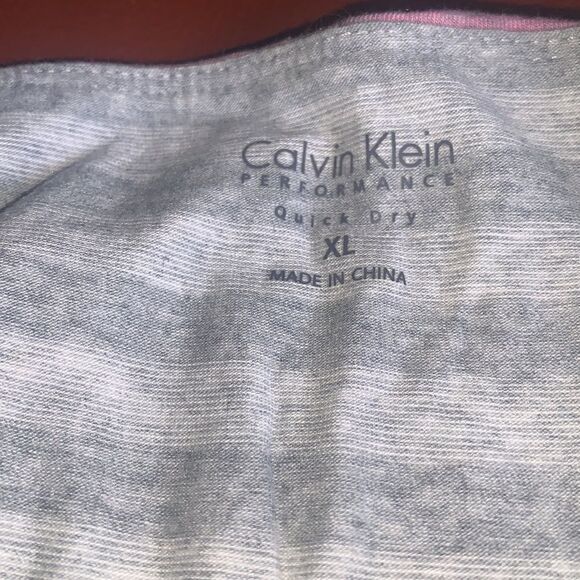 Calvin Klein
PERFORMANCE
Quick Dry
XL
MADE IN CHINA